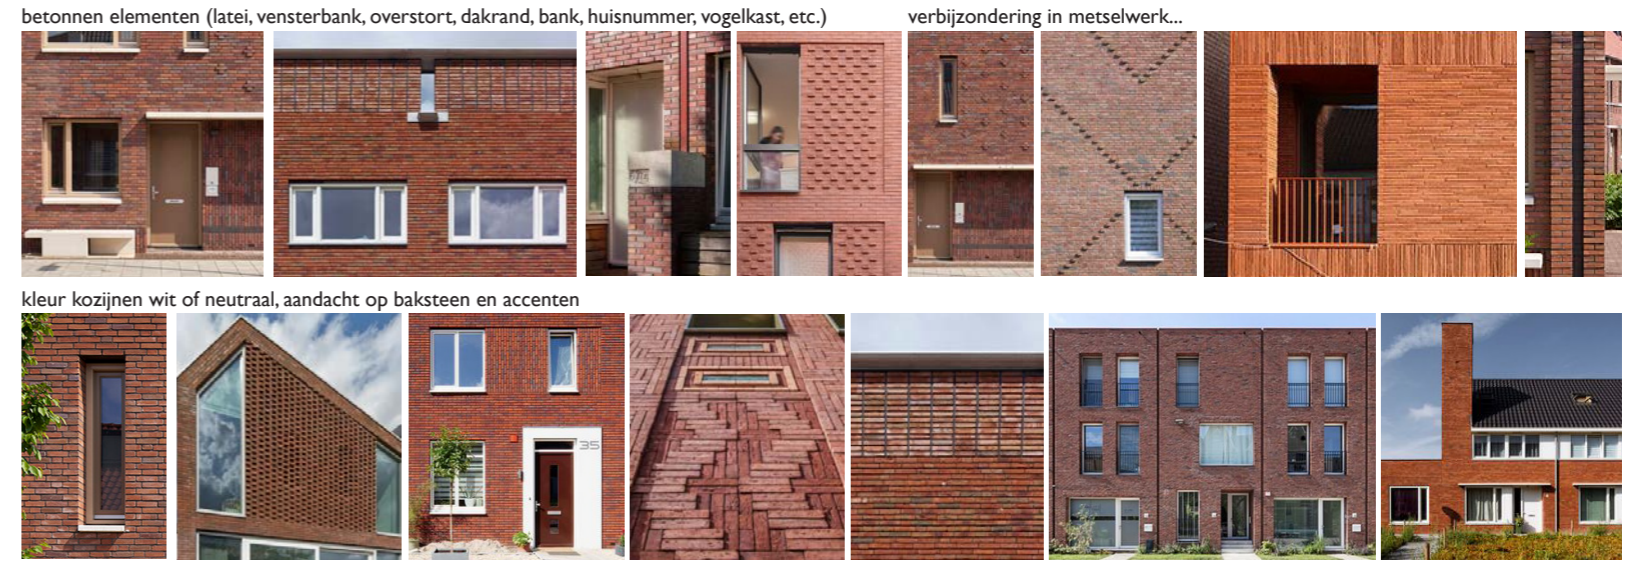 betonnen elementen (latei, vensterbank, overstort, dakrand, bank, huisnummer, vogelkast, etc.)
verbijzondering in metselwerk...
kleur kozijnen wit of neutraal, aandacht op baksteen en accenten
35